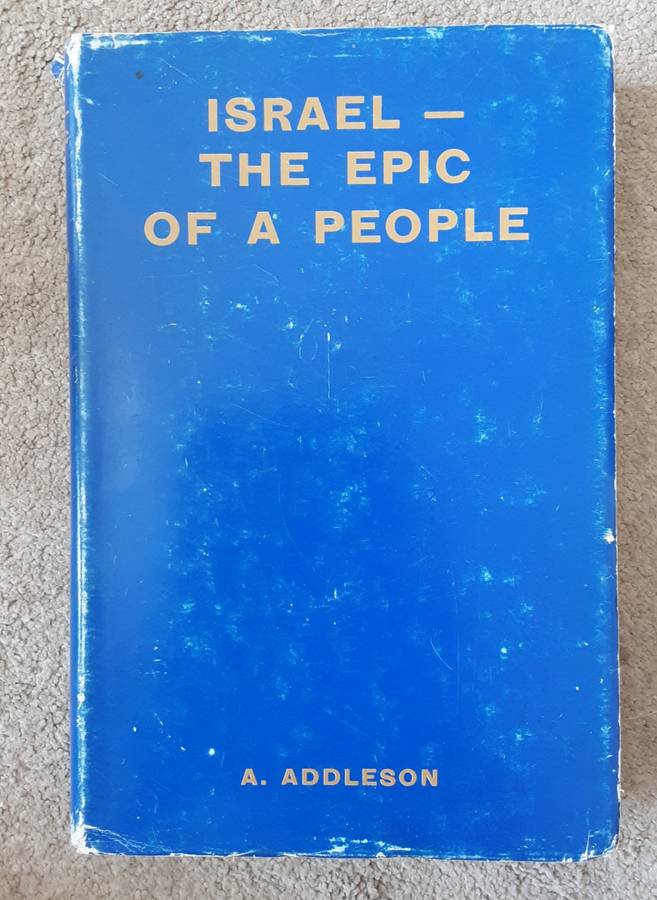 ISRAEL —
THE EPIC
OF A PEOPLE
A. ADDLESON